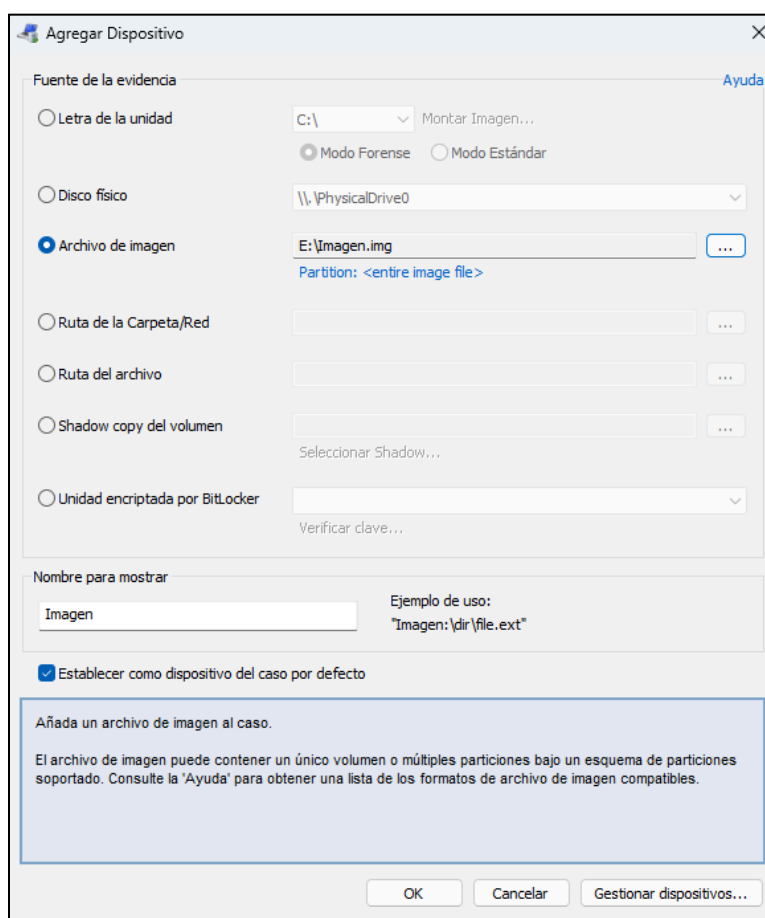 Agregar Dispositivo
Fuente de la evidencia
Ayuda
Letra de la unidad
C:\
Montar Imagen...
Modo Forense
Modo Estándar
Disco físico
\\.\PhysicalDrive0
Archivo de imagen
E:\Imagen.img
...
Partition: <entire image file>
Ruta de la Carpeta/Red
...
Ruta del archivo
...
Shadow copy del volumen
...
Seleccionar Shadow...
Unidad encriptada por BitLocker
Verificar clave...
Nombre para mostrar
Imagen
Ejemplo de uso:
"Imagen:\dir\file.ext"
Establecer como dispositivo del caso por defecto
Añada un archivo de imagen al caso.
El archivo de imagen puede contener un único volumen o múltiples particiones bajo un esquema de particiones
soportado. Consulte la 'Ayuda' para obtener una lista de los formatos de archivo de imagen compatibles.
OK
Cancelar
Gestionar dispositivos...